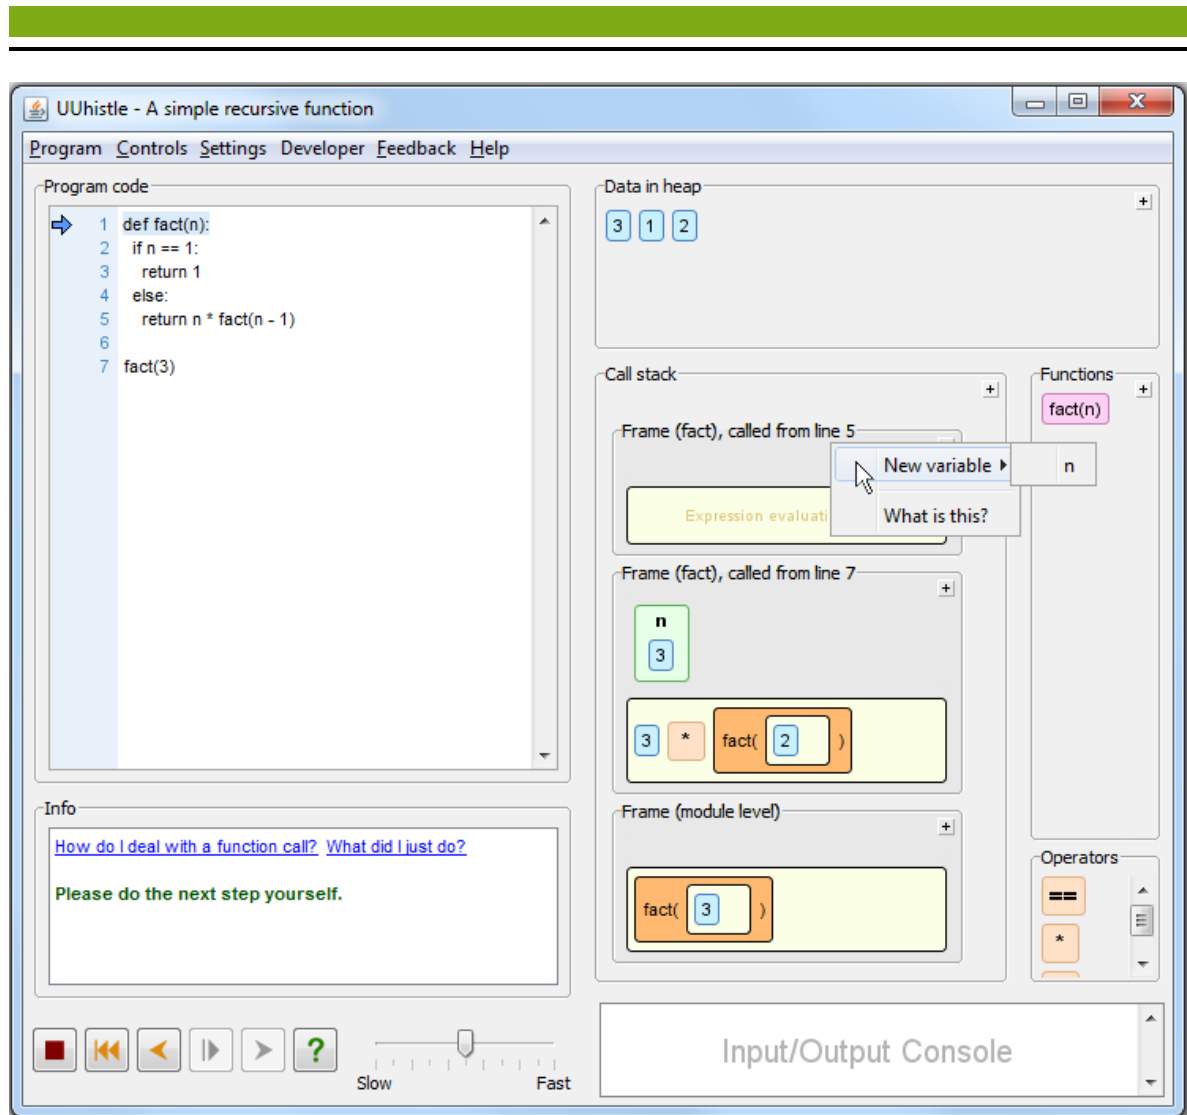 UUhistle - A simple recursive function
Program Controls Settings Developer Feedback Help
Program code
1 def fact(n):
2 if n == 1:
3 return 1
4 else:
5 return n * fact(n - 1)
6
7 fact(3)
Info
How do I deal with a function call? What did I just do?
Please do the next step yourself.
Slow Fast
Data in heap
+
3 1 2
Call stack
+
Frame (fact), called from line 5
New variable n
What is this?
Expression evaluati
Frame (fact), called from line 7
+
n
3
3 * fact( 2 )
Frame (module level)
+
fact( 3 )
Functions
+
fact(n)
Operators
==
*
Input/Output Console